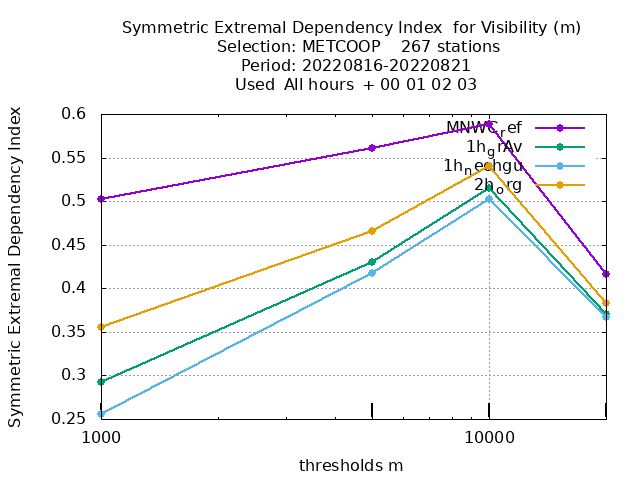 Symmetric Extremal Dependency Index  for Visibility (m)
Selection: METCOOP    267 stations
Period: 20220816-20220821
Used  All hours  + 00 01 02 03
Symmetric Extremal Dependency Index
0.6
0.55
0.5
0.45
0.4
0.35
0.3
0.25
MNWC_ref
1h_grAv
1h_neghgu
2h_org
1000
10000
thresholds m